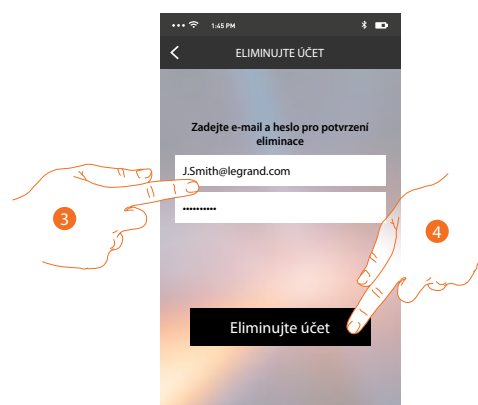 1:45 PM
ELIMINUJTE ÚČET
Zadejte e-mail a heslo pro potvrzení
eliminace
J.Smith@legrand.com
••••••••••
3
4
Eliminujte účet